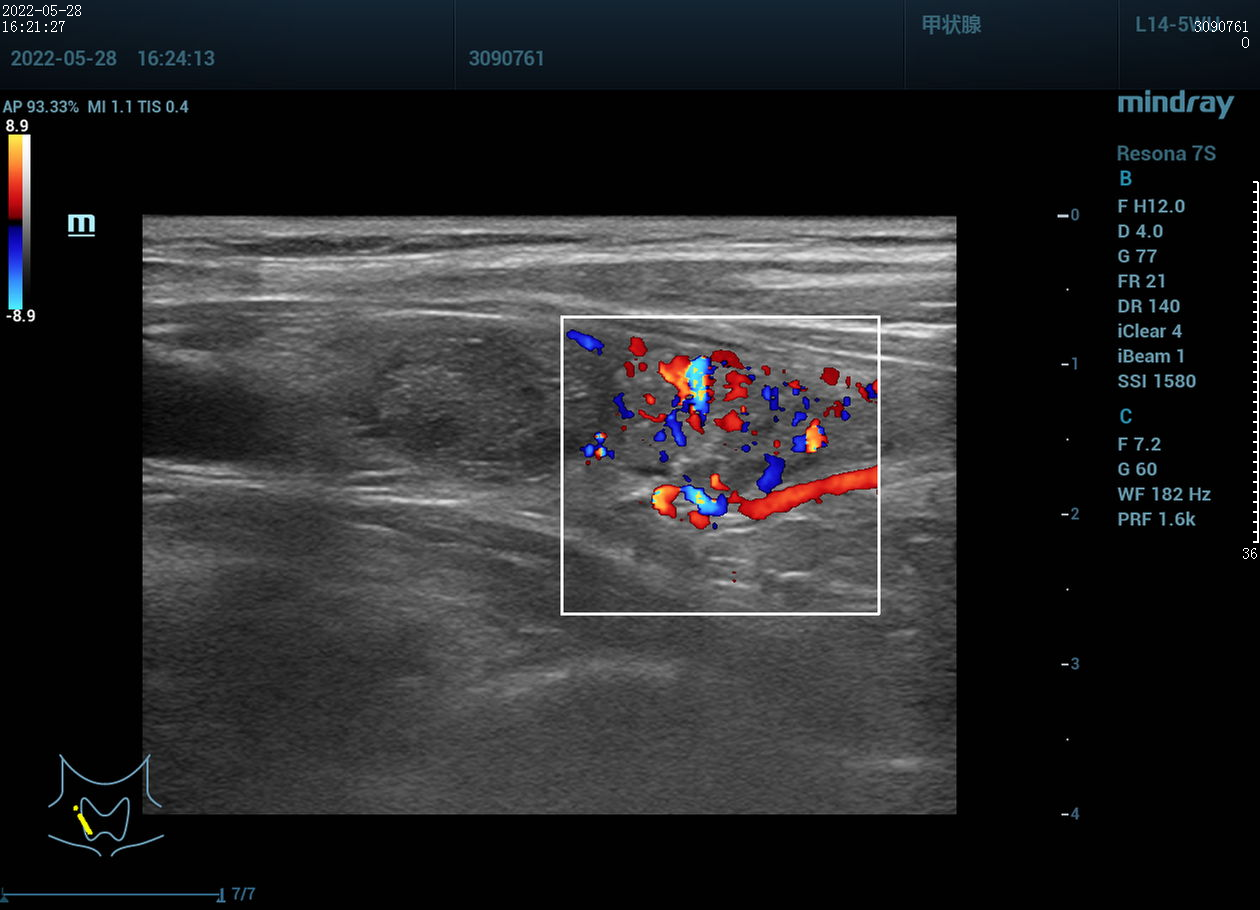 2022-05-28
16:21:27
2022-05-28 16:24:13
3090761
甲状腺
L14-5W
3090761
0
AP 93.33% MI 1.1 TIS 0.4
8.9
-8.9
m
mindray
Resona 7S
B
F H12.0
D 4.0
G 77
FR 21
DR 140
iClear 4
iBeam 1
SSI 1580
C
F 7.2
G 60
WF 182 Hz
PRF 1.6k
0
1
2
3
4
36
7/7